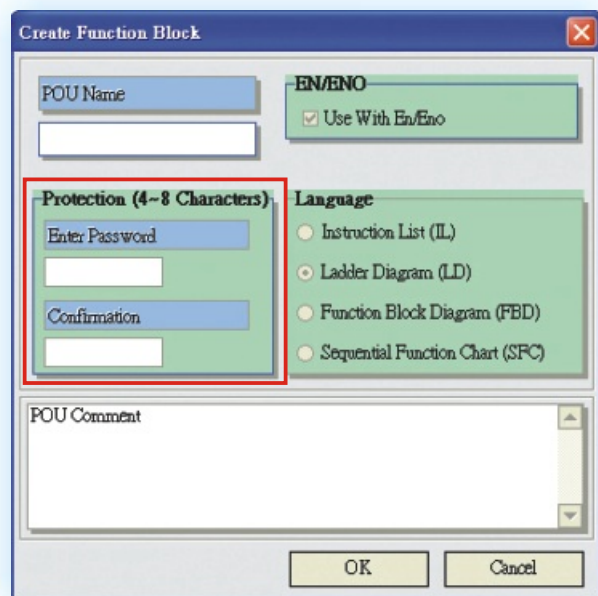 Create Function Block
POU Name
EN/ENO
Use With En/Eno
Protection (4~8 Characters)
Enter Password
Confirmation
Language
Instruction List (IL)
Ladder Diagram (LD)
Function Block Diagram (FBD)
Sequential Function Chart (SFC)
POU Comment
OK
Cancel